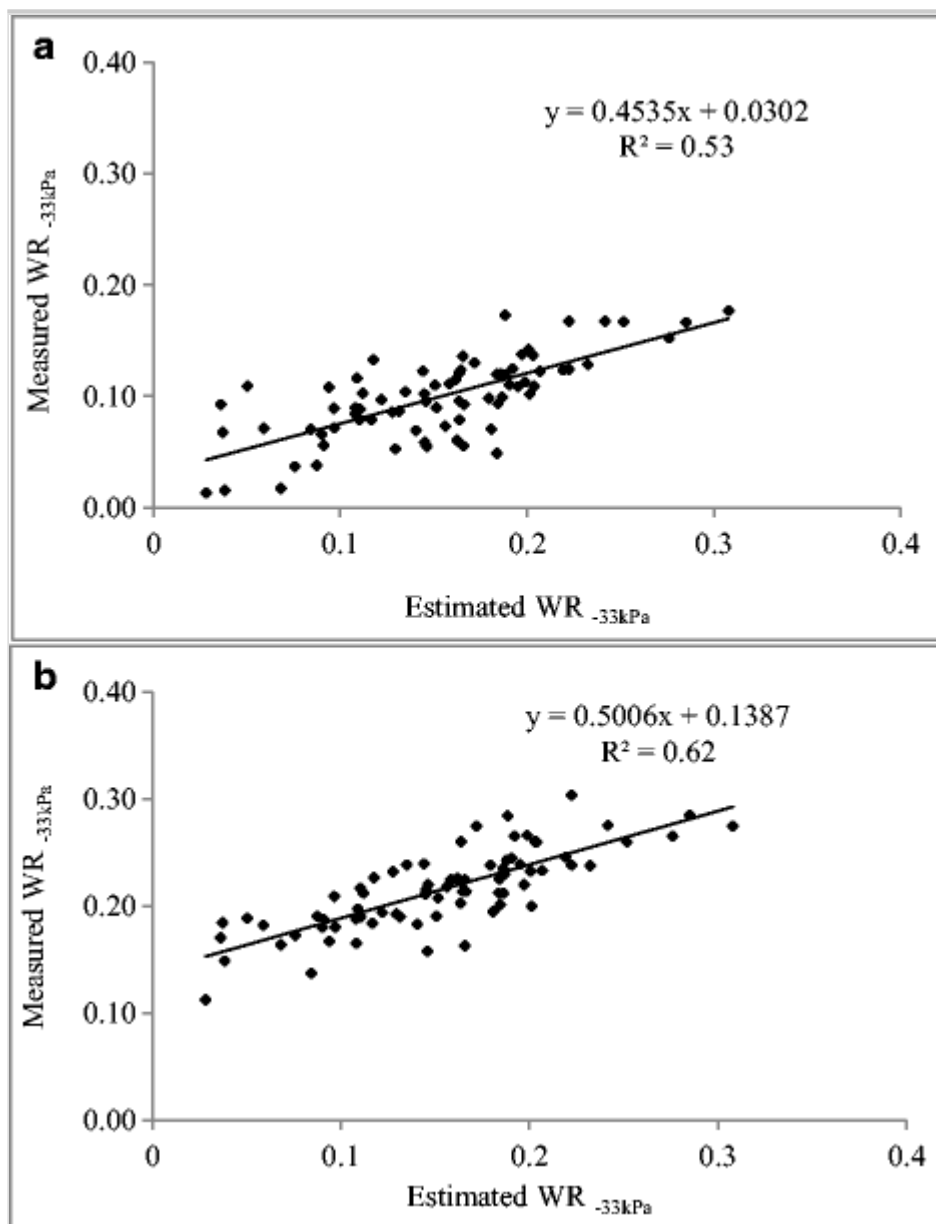 a
0.40
y = 0.4535x + 0.0302
R² = 0.53
0.30
0.20
0.10
0.00
0 0.1 0.2 0.3 0.4
Measured WR -33kPa
Estimated WR -33kPa
b
0.40
y = 0.5006x + 0.1387
R² = 0.62
0.30
0.20
0.10
0.00
0 0.1 0.2 0.3 0.4
Measured WR -33kPa
Estimated WR -33kPa